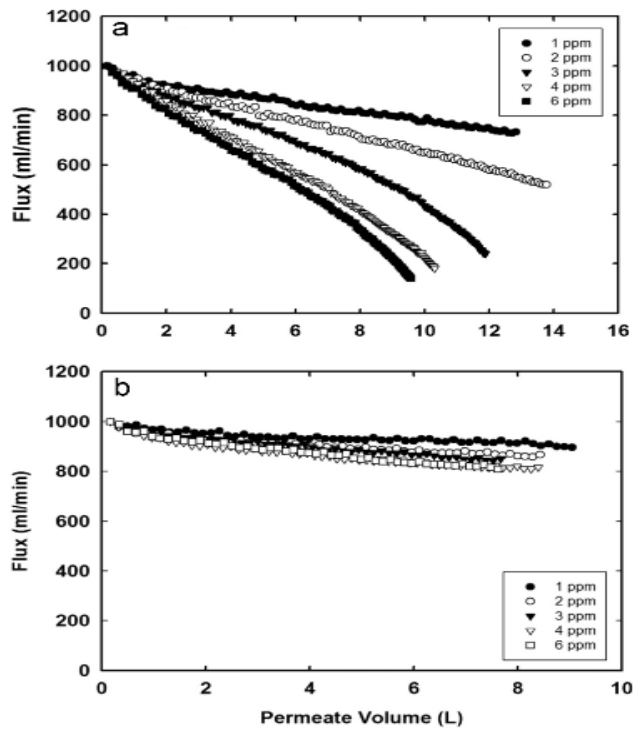 a
1200
1000
800
600
400
200
0
Flux (ml/min)
1 ppm
2 ppm
3 ppm
4 ppm
6 ppm
0 2 4 6 8 10 12 14 16
b
1200
1000
800
600
400
200
0
Flux (ml/min)
1 ppm
2 ppm
3 ppm
4 ppm
6 ppm
0 2 4 6 8 10
Permeate Volume (L)